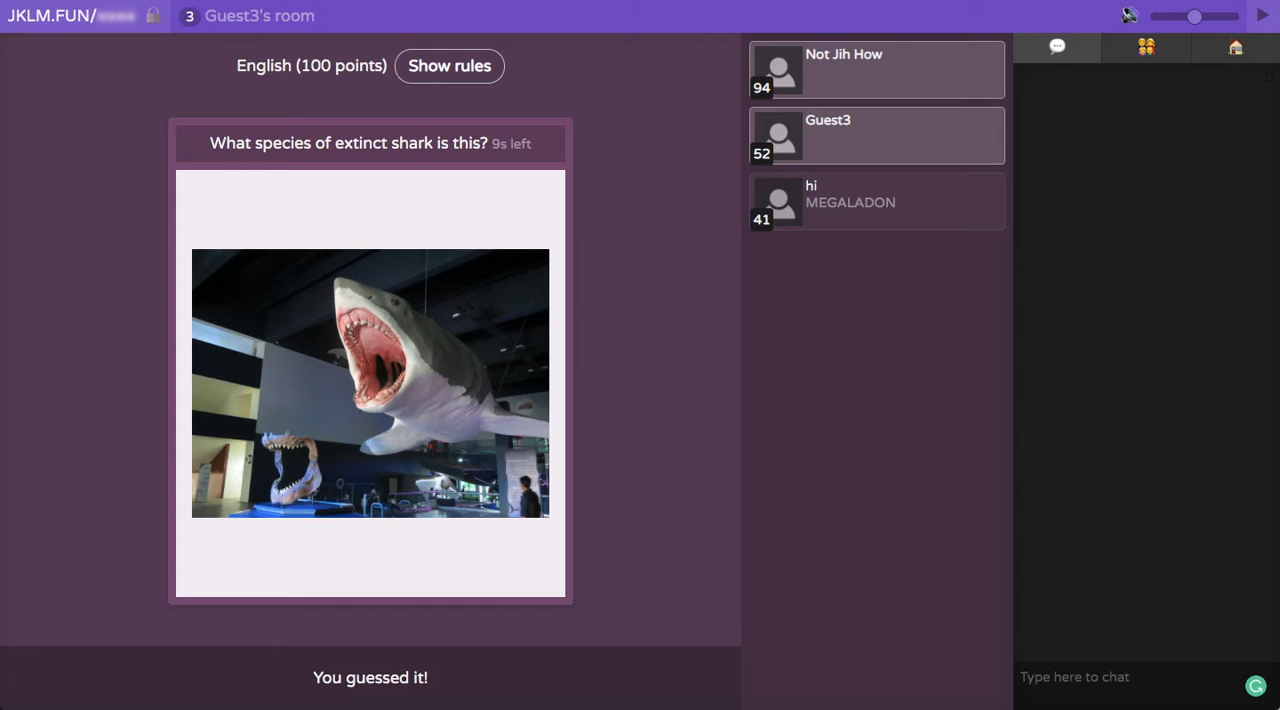 JKLM.FUN/
3 Guest3's room
English (100 points) Show rules
What species of extinct shark is this? 9s left
You guessed it!
Not Jih How
94
Guest3
52
hi
MEGALADON
41
Type here to chat